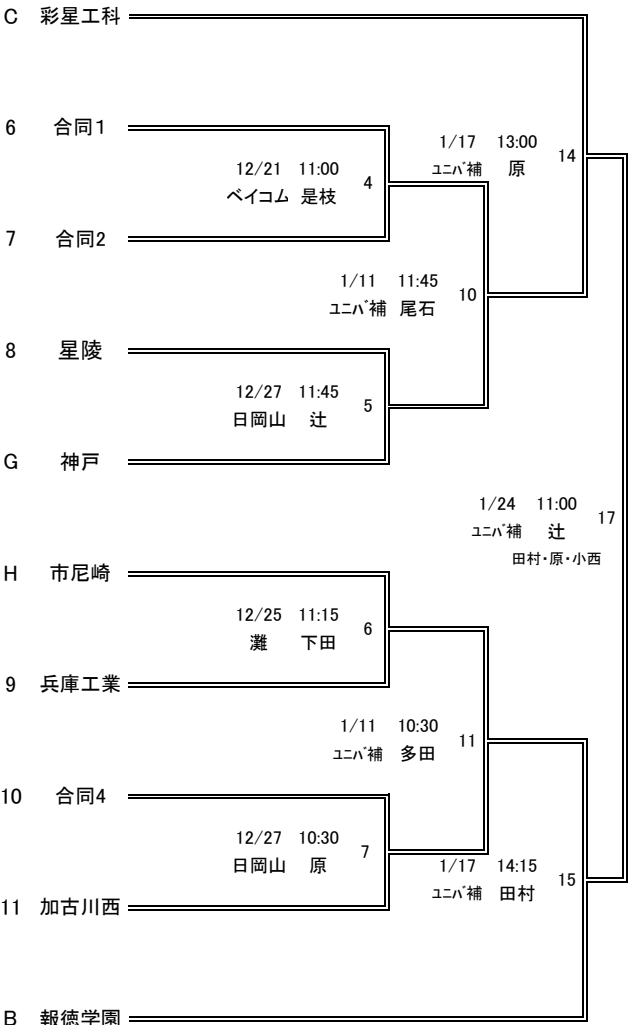 C 彩星工科
6 合同1
1/17 13:00
14
ユニバ補 原
12/21 11:00
4
ベイコム 是枝
7 合同2
1/11 11:45
10
ユニバ補 尾石
8 星陵
12/27 11:45
5
日岡山 辻
G 神戸
1/24 11:00
17
ユニバ補 辻
田村・原・小西
H 市尼崎
12/25 11:15
6
灘 下田
9 兵庫工業
1/11 10:30
11
ユニバ補 多田
10 合同4
12/27 10:30
7
日岡山 原
1/17 14:15
15
ユニバ補 田村
11 加古川西
B 報徳学園